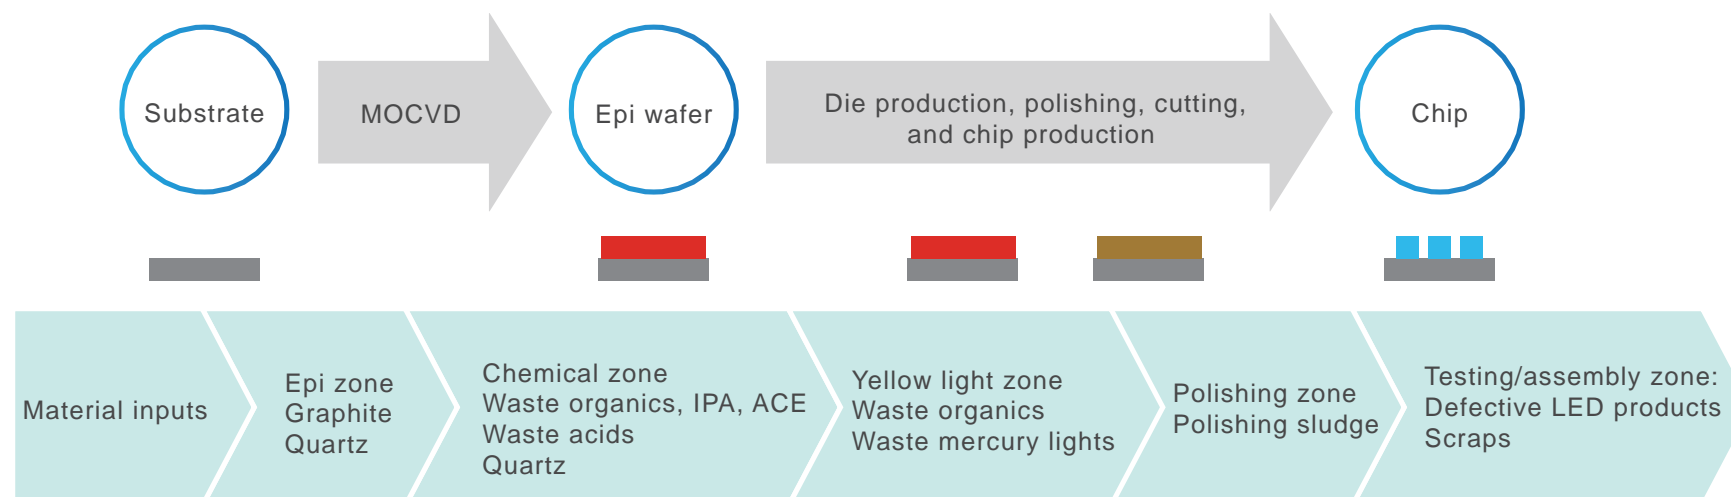 Substrate
MOCVD
Epi wafer
Die production, polishing, cutting,
and chip production
Chip
Material inputs
Epi zone
Graphite
Quartz
Chemical zone
Waste organics, IPA, ACE
Waste acids
Quartz
Yellow light zone
Waste organics
Waste mercury lights
Polishing zone
Polishing sludge
Testing/assembly zone:
Defective LED products
Scraps